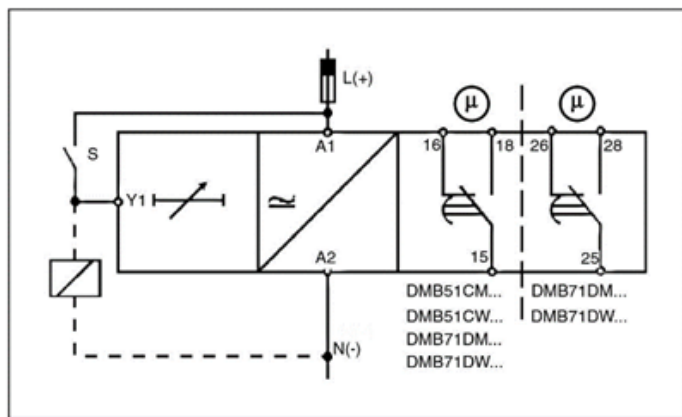 L(+)
μ μ
S
A1
16 18 26 28
Y1
A2
15 25
DMB51CM... DMB71DM...
DMB51CW... DMB71DW...
DMB71DM...
DMB71DW...
N(-)